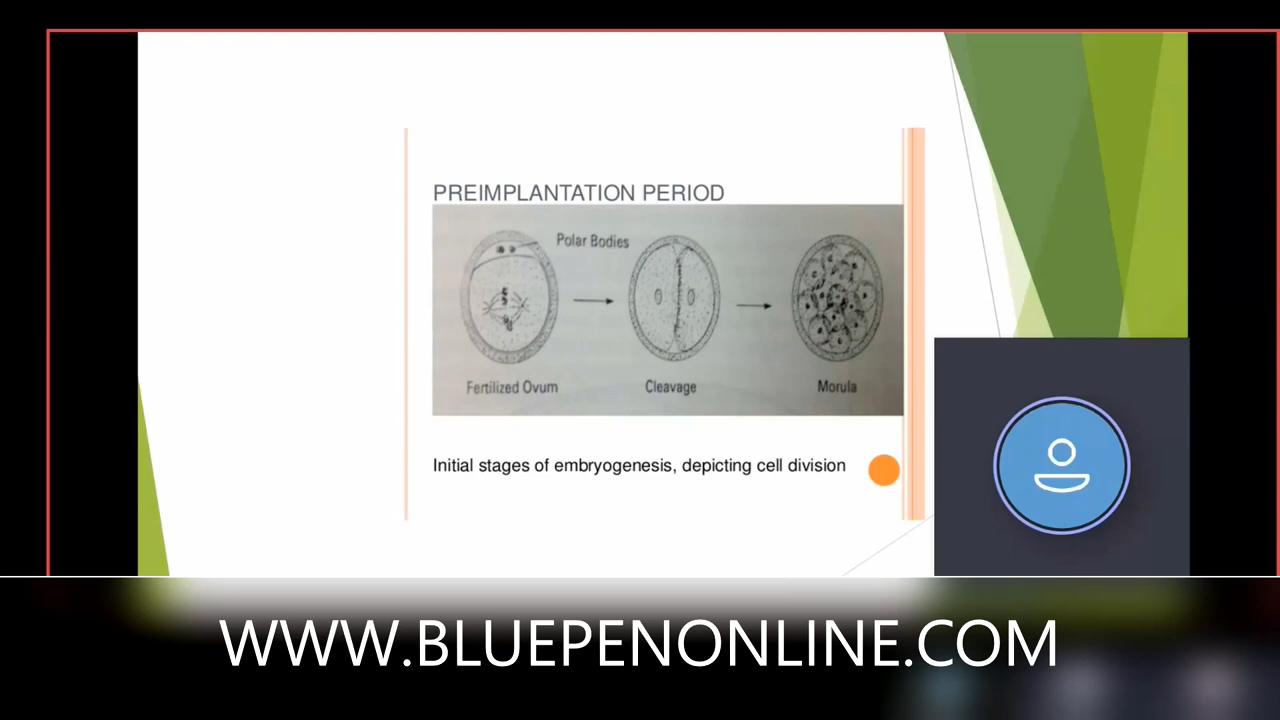 PREIMPLANTATION PERIOD
Polar Bodies
Fertilized Ovum
Cleavage
Morula
Initial stages of embryogenesis, depicting cell division
WWW.BLUEPENONLINE.COM